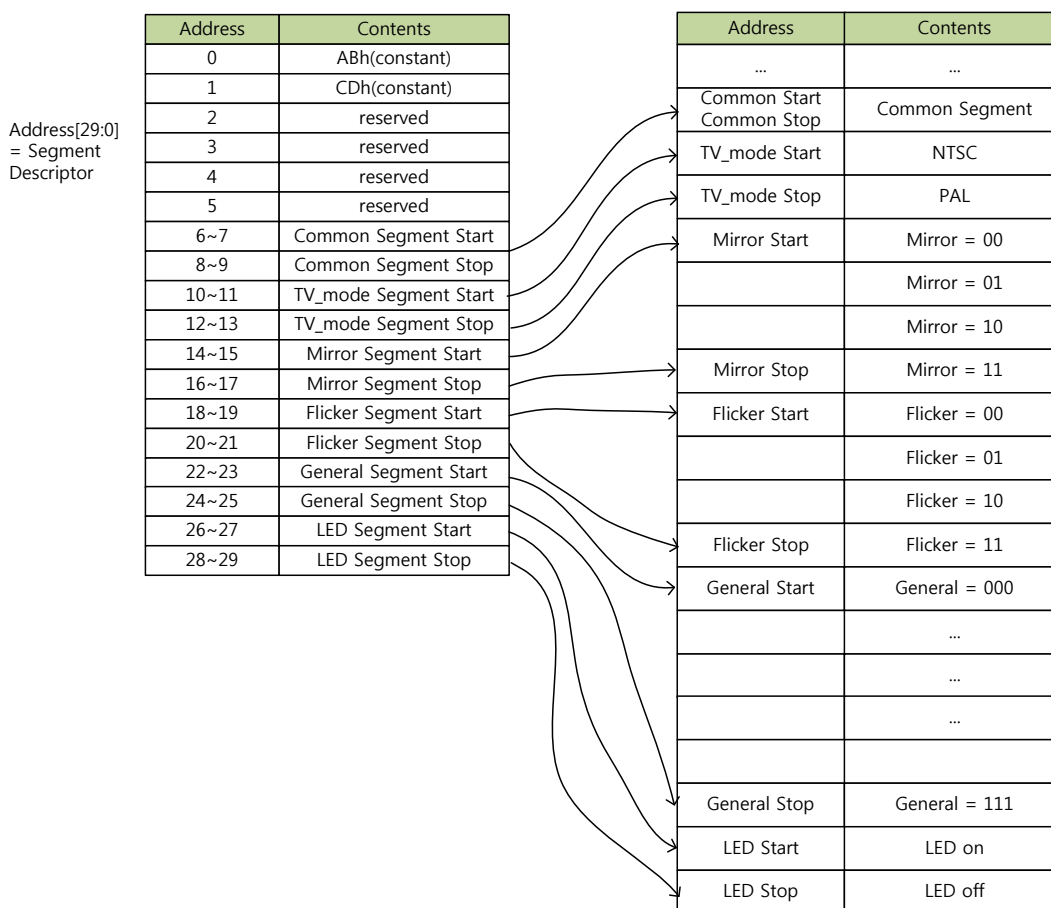 Address[29:0]
= Segment
Descriptor
Address Contents
0 ABh(constant)
1 CDh(constant)
2 reserved
3 reserved
4 reserved
5 reserved
6~7 Common Segment Start
8~9 Common Segment Stop
10~11 TV_mode Segment Start
12~13 TV_mode Segment Stop
14~15 Mirror Segment Start
16~17 Mirror Segment Stop
18~19 Flicker Segment Start
20~21 Flicker Segment Stop
22~23 General Segment Start
24~25 General Segment Stop
26~27 LED Segment Start
28~29 LED Segment Stop
Address Contents
... ...
Common Start
Common Stop Common Segment
TV_mode Start NTSC
TV_mode Stop PAL
Mirror Start Mirror = 00
Mirror = 01
Mirror = 10
Mirror Stop Mirror = 11
Flicker Start Flicker = 00
Flicker = 01
Flicker = 10
Flicker Stop Flicker = 11
General Start General = 000
...
...
...
General Stop General = 111
LED Start LED on
LED Stop LED off